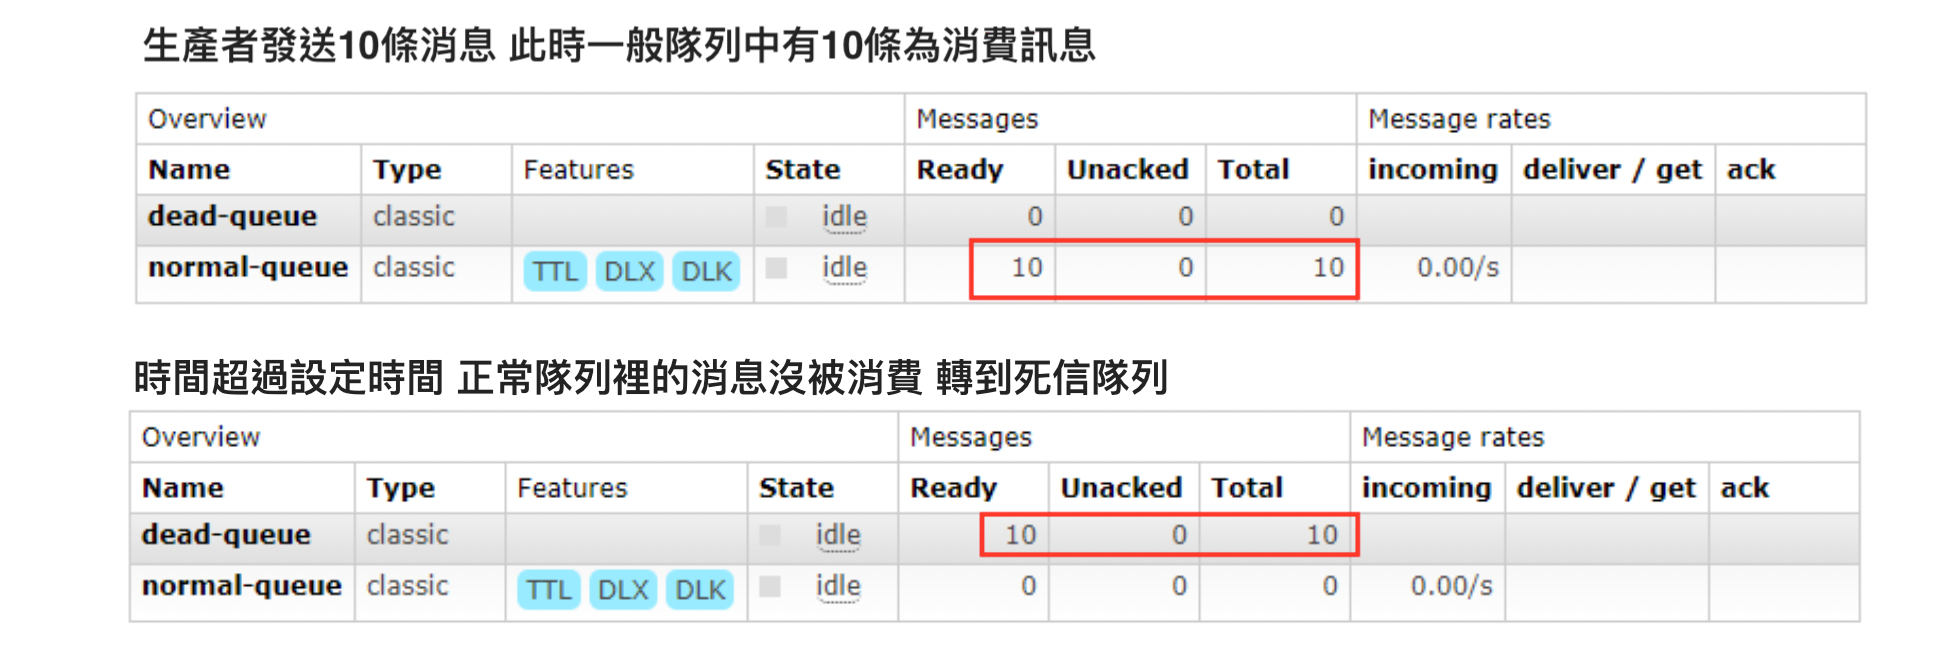 生產者發送10條消息 此時一般隊列中有10條為消費訊息
Overview Messages Message rates
Name Type Features State Ready Unacked Total incoming deliver / get ack
dead-queue classic idle 0 0 0
normal-queue classic TTL DLX DLK idle 10 0 10 0.00/s
時間超過設定時間 正常隊列裡的消息沒被消費 轉到死信隊列
Overview Messages Message rates
Name Type Features State Ready Unacked Total incoming deliver / get ack
dead-queue classic idle 10 0 10
normal-queue classic TTL DLX DLK idle 0 0 0 0.00/s